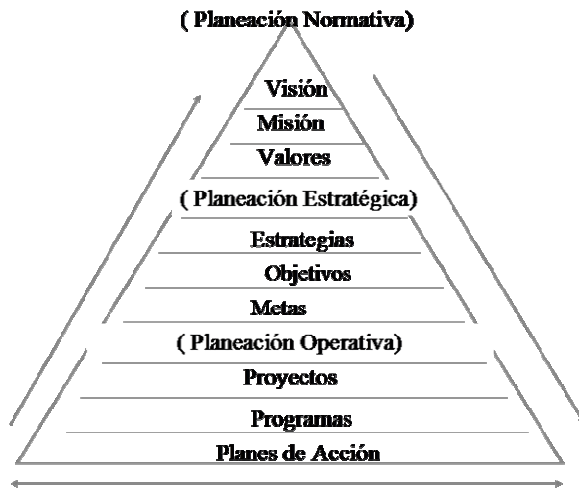 ( Planeación Normativa)
Visión
Misión
Valores
( Planeación Estratégica)
Estrategias
Objetivos
Metas
( Planeación Operativa)
Proyectos
Programas
Planes de Acción